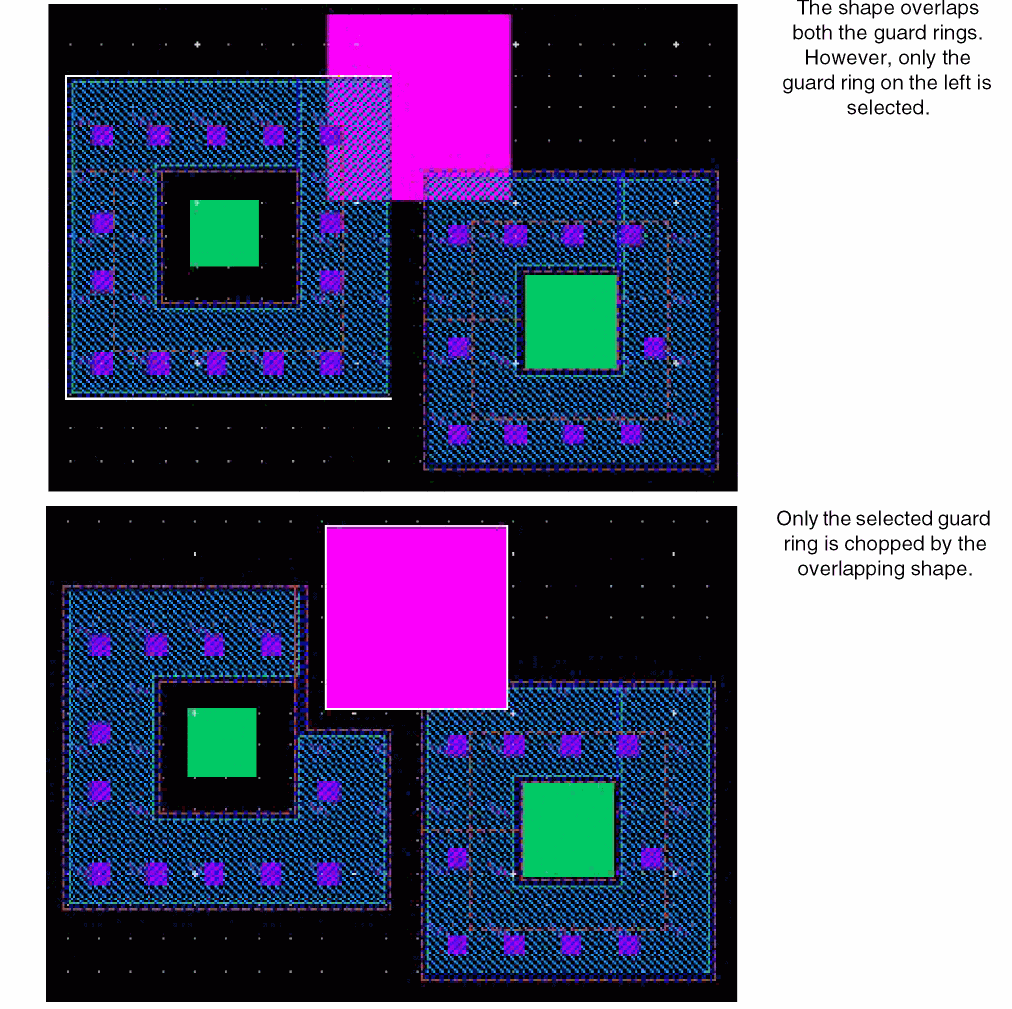 The shape overlaps
both the guard rings.
However, only the
guard ring on the left is
selected.
Only the selected guard
ring is chopped by the
overlapping shape.